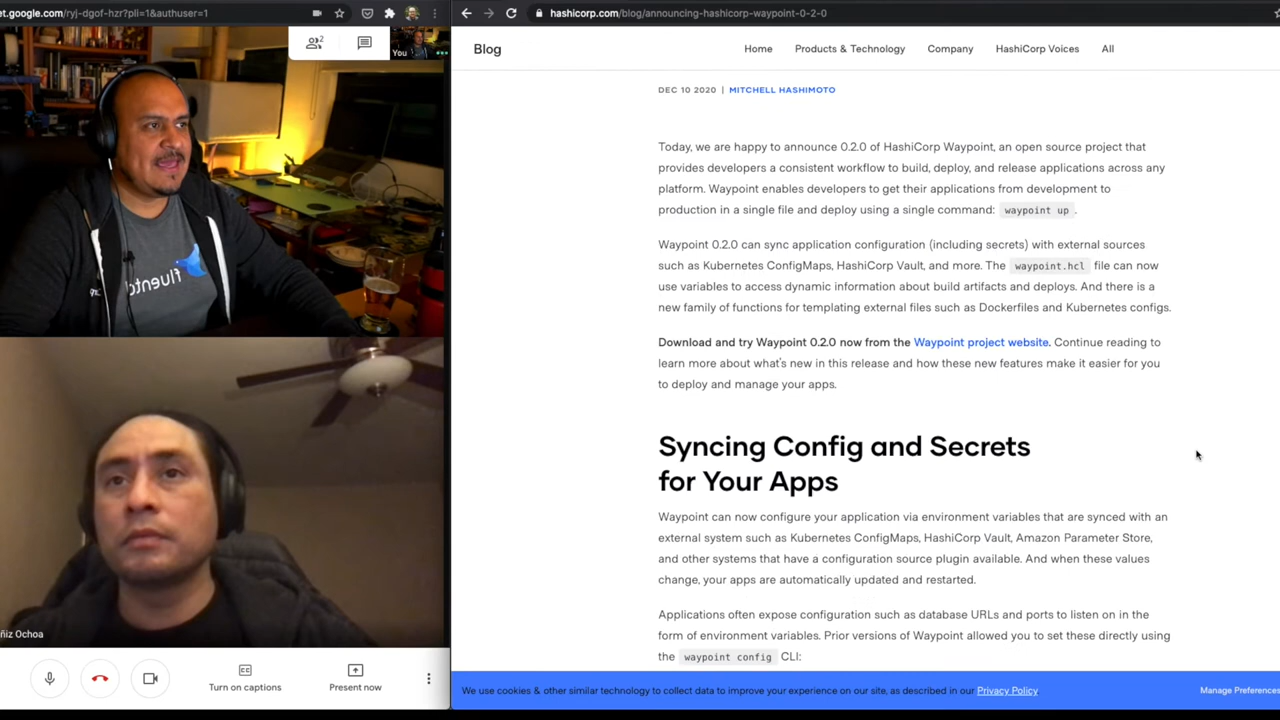 et.google.com/ryj-dgof-hzr?pli=1&authuser=1
2
You
fluentd
ñiz Ochoa
Turn on captions
Present now
hashicorp.com/blog/announcing-hashicorp-waypoint-0-2-0
Blog
Home Products & Technology Company HashiCorp Voices All
DEC 10 2020 | MITCHELL HASHIMOTO
Today, we are happy to announce 0.2.0 of HashiCorp Waypoint, an open source project that
provides developers a consistent workflow to build, deploy, and release applications across any
platform. Waypoint enables developers to get their applications from development to
production in a single file and deploy using a single command: waypoint up .
Waypoint 0.2.0 can sync application configuration (including secrets) with external sources
such as Kubernetes ConfigMaps, HashiCorp Vault, and more. The waypoint.hcl file can now
use variables to access dynamic information about build artifacts and deploys. And there is a
new family of functions for templating external files such as Dockerfiles and Kubernetes configs.
Download and try Waypoint 0.2.0 now from the Waypoint project website. Continue reading to
learn more about what's new in this release and how these new features make it easier for you
to deploy and manage your apps.
Syncing Config and Secrets
for Your Apps
Waypoint can now configure your application via environment variables that are synced with an
external system such as Kubernetes ConfigMaps, HashiCorp Vault, Amazon Parameter Store,
and other systems that have a configuration source plugin available. And when these values
change, your apps are automatically updated and restarted.
Applications often expose configuration such as database URLs and ports to listen on in the
form of environment variables. Prior versions of Waypoint allowed you to set these directly using
the waypoint config CLI:
We use cookies & other similar technology to collect data to improve your experience on our site, as described in our Privacy Policy
Manage Preferences